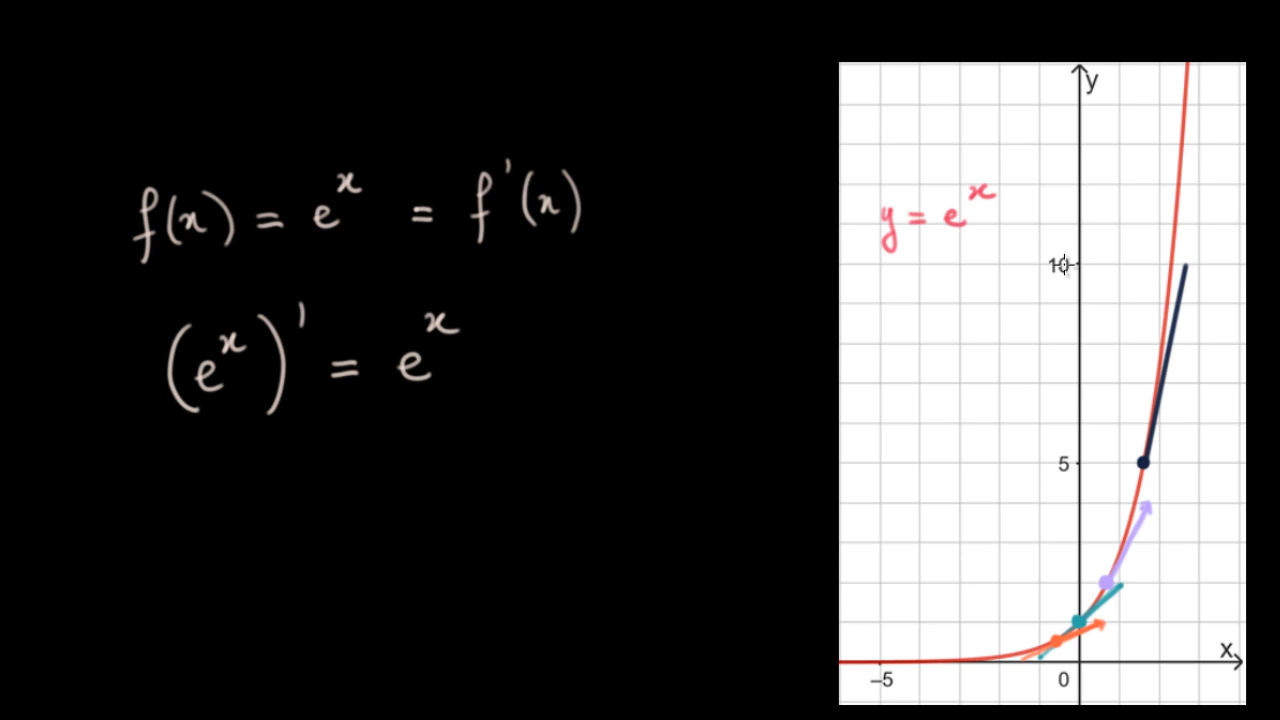 f(x) = e^x = f'(x)
(e^x)' = e^x
y
y = e^x
10
5
x
–5
0